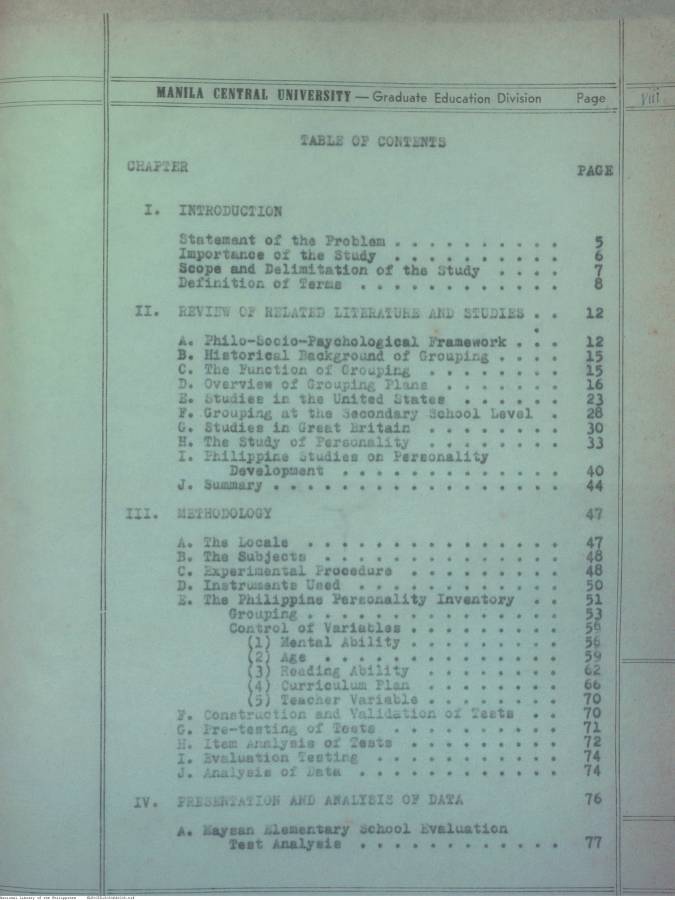 MANILA CENTRAL UNIVERSITY — Graduate Education Division Page viii
TABLE OF CONTENTS
CHAPTER PAGE
I. INTRODUCTION
Statement of the Problem . . . . . . . . . . 5
Importance of the Study . . . . . . . . . . 6
Scope and Delimitation of the Study . . . . 7
Definition of Terms . . . . . . . . . . . . 8
II. REVIEW OF RELATED LITERATURE AND STUDIES . . 12
A. Philo-Socio-Psychological Framework . . . 12
B. Historical Background of Grouping . . . . 15
C. The Function of Grouping . . . . . . . . 15
D. Overview of Grouping Plans . . . . . . . 16
E. Studies in the United States . . . . . . 23
F. Grouping at the Secondary School Level . 28
G. Studies in Great Britain . . . . . . . . 30
H. The Study of Personality . . . . . . . . 33
I. Philippine Studies on Personality
Development . . . . . . . . . . . . . 40
J. Summary . . . . . . . . . . . . . . . . . 44
III. METHODOLOGY 47
A. The Locale . . . . . . . . . . . . . . . 47
B. The Subjects . . . . . . . . . . . . . . 48
C. Experimental Procedure . . . . . . . . . 48
D. Instruments Used . . . . . . . . . . . . 50
E. The Philippine Personality Inventory . . 51
Grouping . . . . . . . . . . . . . . . 53
Control of Variables . . . . . . . . . 56
(1) Mental Ability . . . . . . . . . 56
(2) Age . . . . . . . . . . . . . . 59
(3) Reading Ability . . . . . . . . 62
(4) Curriculum Plan . . . . . . . . 66
(5) Teacher Variable . . . . . . . . 70
F. Construction and Validation of Tests . . 70
G. Pre-testing of Tests . . . . . . . . . . 71
H. Item Analysis of Tests . . . . . . . . . 72
I. Evaluation Testing . . . . . . . . . . . 74
J. Analysis of Data . . . . . . . . . . . . 74
IV. PRESENTATION AND ANALYSIS OF DATA 76
A. Maysan Elementary School Evaluation
Test Analysis . . . . . . . . . . . . 77
National Library of the Philippines